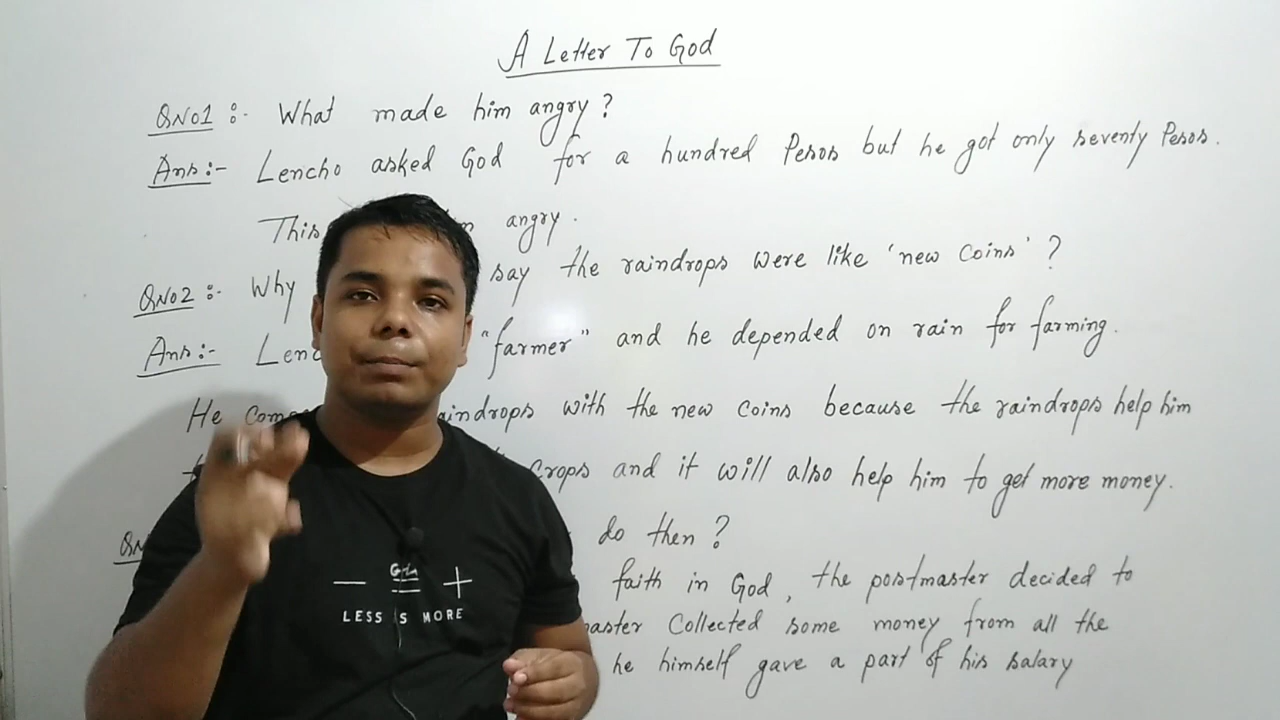 A Letter To God
QNo1 :- What made him angry ?
Ans:- Lencho asked God for a hundred Pesos but he got only seventy Pesos.
This angry.
QNo2 :- Why say the raindrops were like 'new coins' ?
Ans:- "farmer" and he depended on rain for farming.
He with the new coins because the raindrops help him
crops and it will also help him to get more money.
do then ?
faith in God, the postmaster decided to
Collected some money from all the
he himself gave a part of his salary
LESS IS MORE